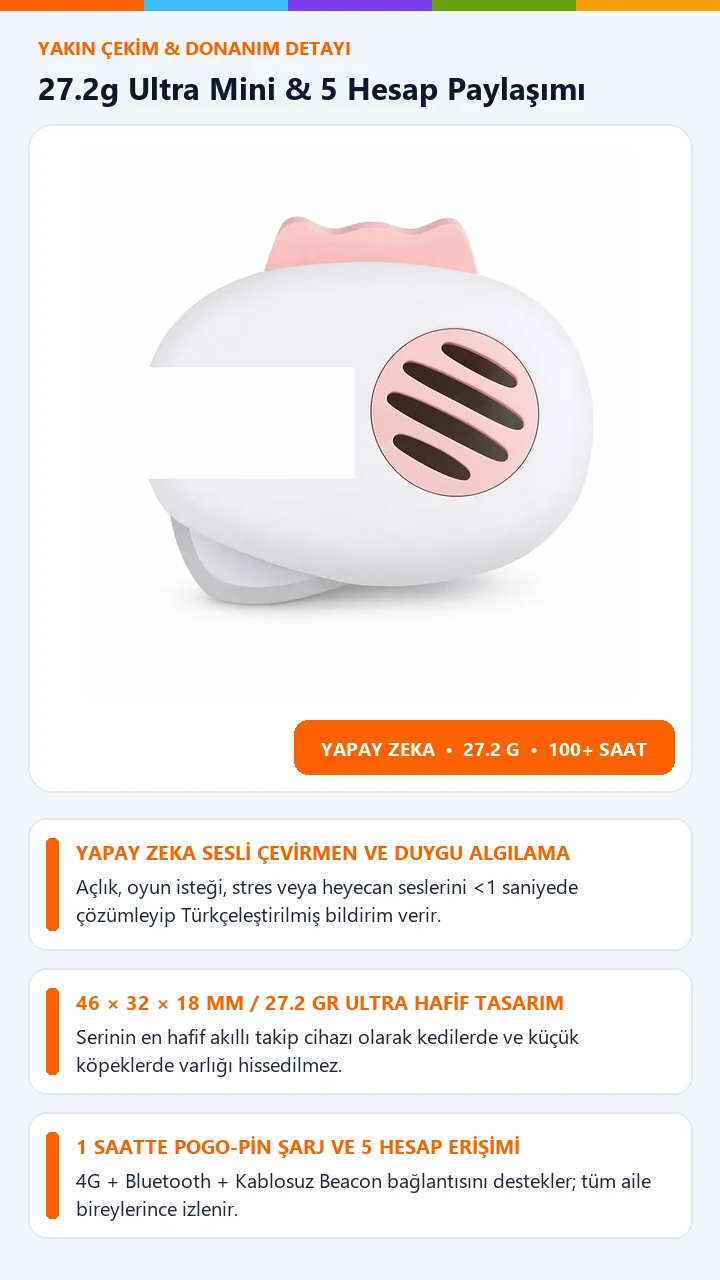 YAKIN ÇEKİM & DONANIM DETAYI
27.2g Ultra Mini & 5 Hesap Paylaşımı
YAPAY ZEKA • 27.2 G • 100+ SAAT
YAPAY ZEKA SESLİ ÇEVİRMEN VE DUYGU ALGILAMA
Açlık, oyun isteği, stres veya heyecan seslerini <1 saniyede
çözümleyip Türkçeleştirilmiş bildirim verir.
46 × 32 × 18 MM / 27.2 GR ULTRA HAFİF TASARIM
Serinin en hafif akıllı takip cihazı olarak kedilerde ve küçük
köpeklerde varlığı hissedilmez.
1 SAATTE POGO-PİN ŞARJ VE 5 HESAP ERİŞİMİ
4G + Bluetooth + Kablosuz Beacon bağlantısını destekler; tüm aile
bireylerince izlenir.